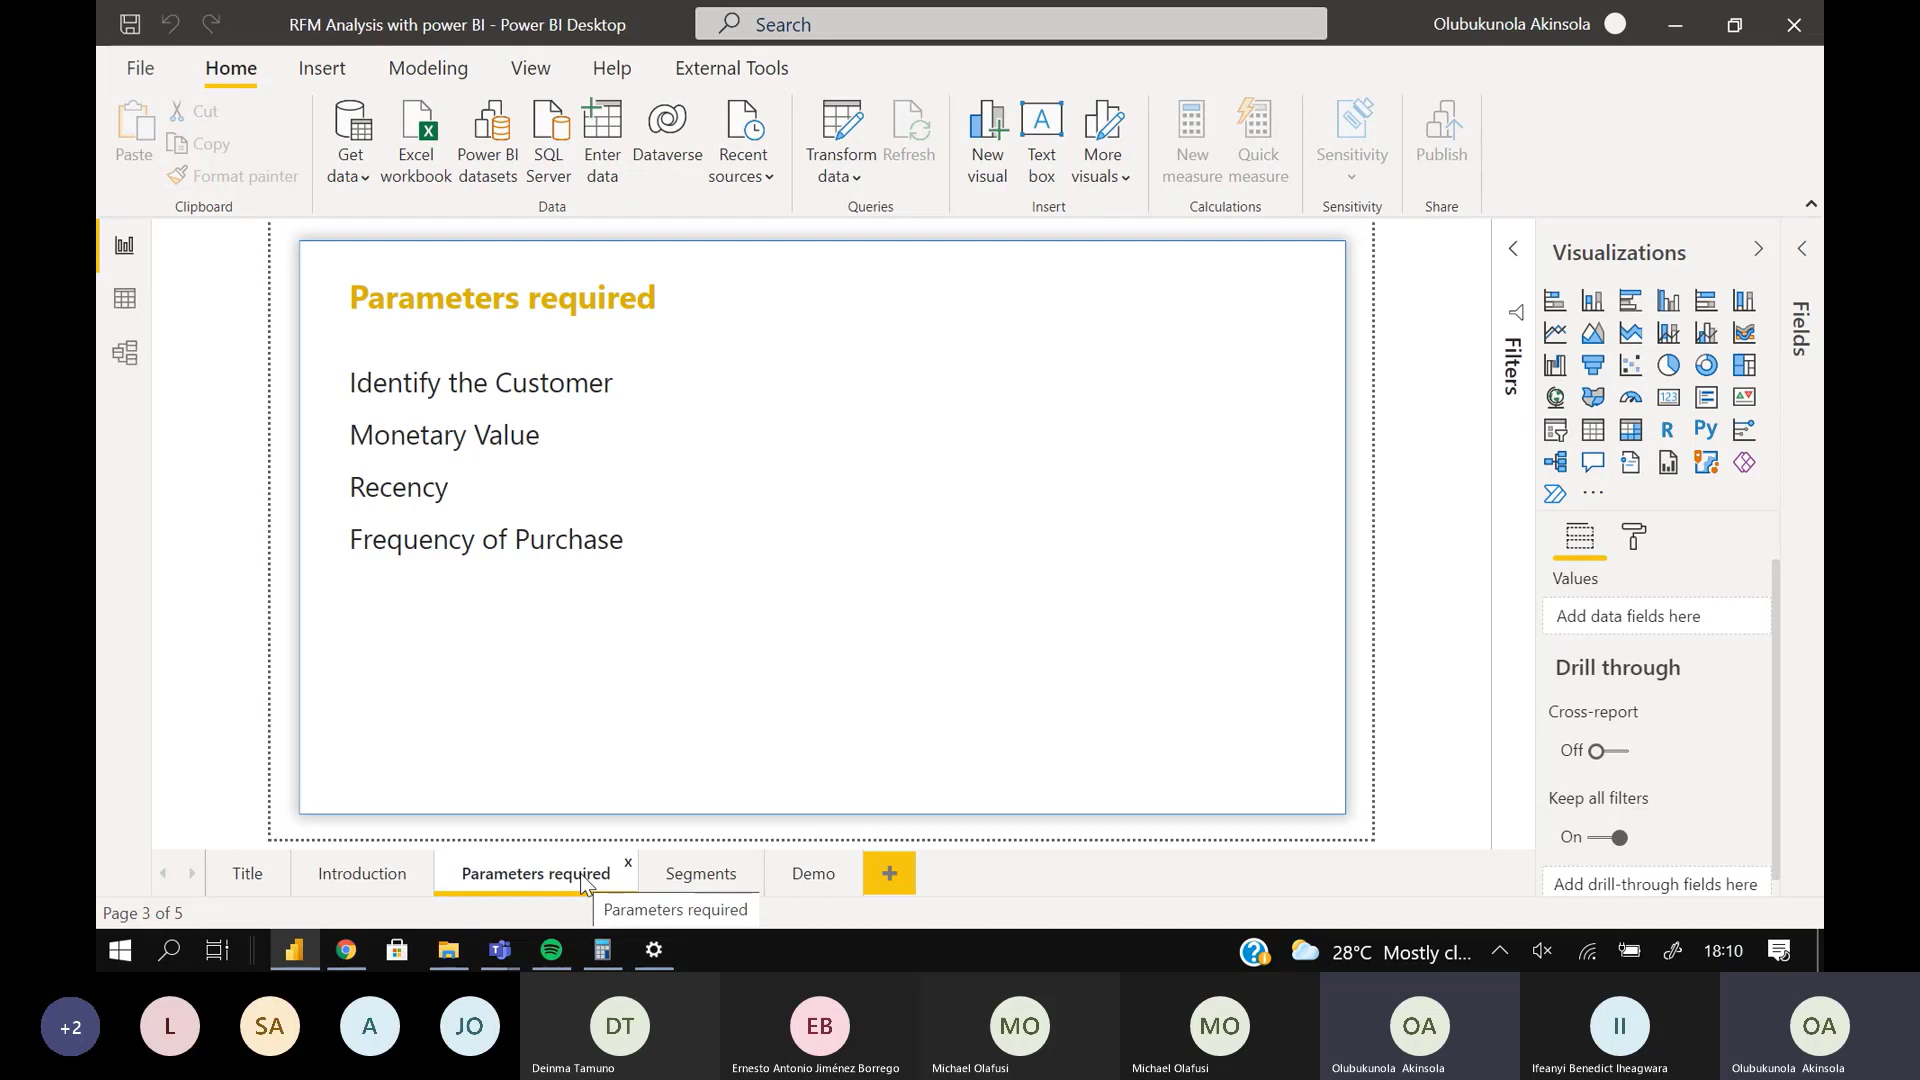 RFM Analysis with power BI - Power BI Desktop
Search
Olubukunola Akinsola
File
Home
Insert
Modeling
View
Help
External Tools
Paste
Cut
Copy
Format painter
Clipboard
Get
data
Excel
workbook
Power BI
datasets
SQL
Server
Enter
data
Dataverse
Recent
sources
Data
Transform
data
Refresh
Queries
New
visual
A
Text
box
More
visuals
Insert
New
measure
Quick
measure
Calculations
Sensitivity
Sensitivity
Publish
Share
Parameters required
Identify the Customer
Monetary Value
Recency
Frequency of Purchase
Filters
Visualizations
123
R
Py
Values
Add data fields here
Drill through
Cross-report
Off
Keep all filters
On
Add drill-through fields here
Fields
Title
Introduction
Parameters required
x
Segments
Demo
+
Parameters required
Page 3 of 5
28°C Mostly cl...
18:10
+2
L
SA
A
JO
DT
Deinma Tamuno
EB
Ernesto Antonio Jiménez Borrego
MO
Michael Olafusi
MO
Michael Olafusi
OA
Olubukunola Akinsola
II
Ifeanyi Benedict Iheagwara
OA
Olubukunola Akinsola